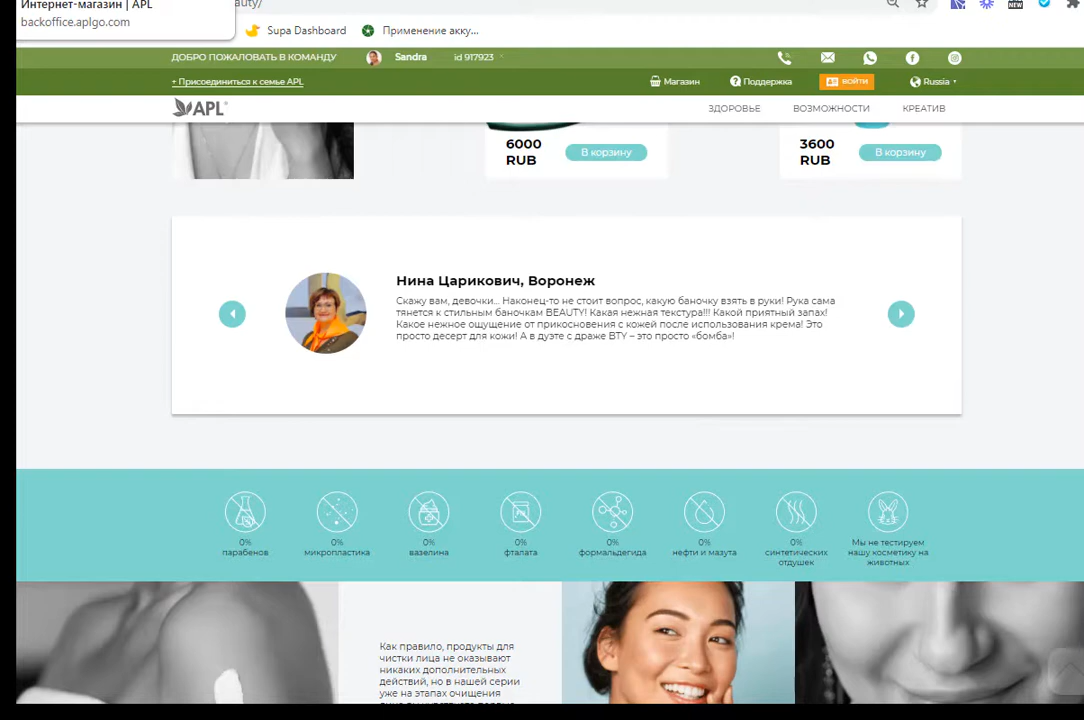 Интернет-магазин | APL
backoffice.aplgo.com
auty/
Supa Dashboard
Применение акку...
NEW
ДОБРО ПОЖАЛОВАТЬ В КОМАНДУ
Sandra
id 917923
+ Присоединиться к семье APL
Магазин
Поддержка
ВОЙТИ
Russia
APL®
ЗДОРОВЬЕ
ВОЗМОЖНОСТИ
КРЕАТИВ
6000
RUB
В корзину
3600
RUB
В корзину
Нина Царикович, Воронеж
Скажу вам, девочки... Наконец-то не стоит вопрос, какую баночку взять в руки! Рука сама
тянется к стильным баночкам BEAUTY! Какая нежная текстура!!! Какой приятный запах!
Какое нежное ощущение от прикосновения с кожей после использования крема! Это
просто десерт для кожи! А в дуэте с драже BTY – это просто «бомба»!
0%
парабенов
0%
микропластика
0%
вазелина
0%
фталата
0%
формальдегида
0%
нефти и мазута
0%
синтетических
отдушек
Мы не тестируем
нашу косметику на
животных
Как правило, продукты для
чистки лица не оказывают
никаких дополнительных
действий, но в нашей серии
уже на этапах очищения